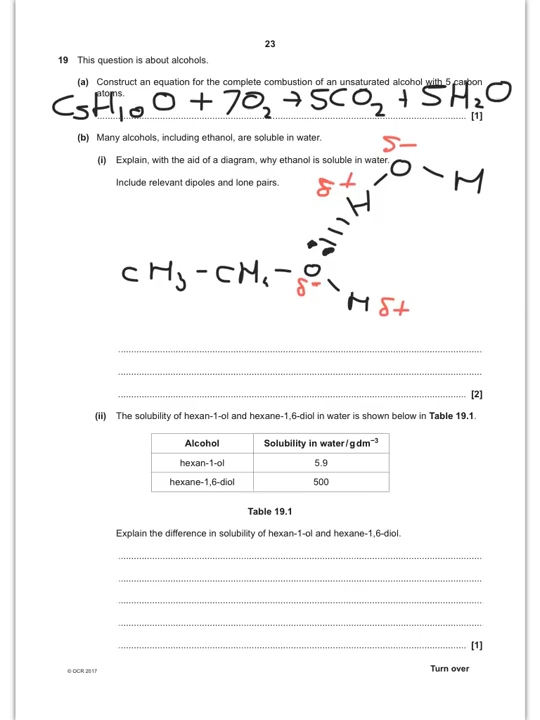 23
19 This question is about alcohols.
(a) Construct an equation for the complete combustion of an unsaturated alcohol with 5 carbon
atoms.
C5H10O + 7O2 → 5CO2 + 5H2O
[1]
(b) Many alcohols, including ethanol, are soluble in water.
(i) Explain, with the aid of a diagram, why ethanol is soluble in water.
Include relevant dipoles and lone pairs.
δ-
δ+ H O H
CH3 - CH2 - O
δ- H δ+
[2]
(ii) The solubility of hexan-1-ol and hexane-1,6-diol in water is shown below in Table 19.1.
Alcohol Solubility in water/g dm⁻³
hexan-1-ol 5.9
hexane-1,6-diol 500
Table 19.1
Explain the difference in solubility of hexan-1-ol and hexane-1,6-diol.
[1]
© OCR 2017 Turn over